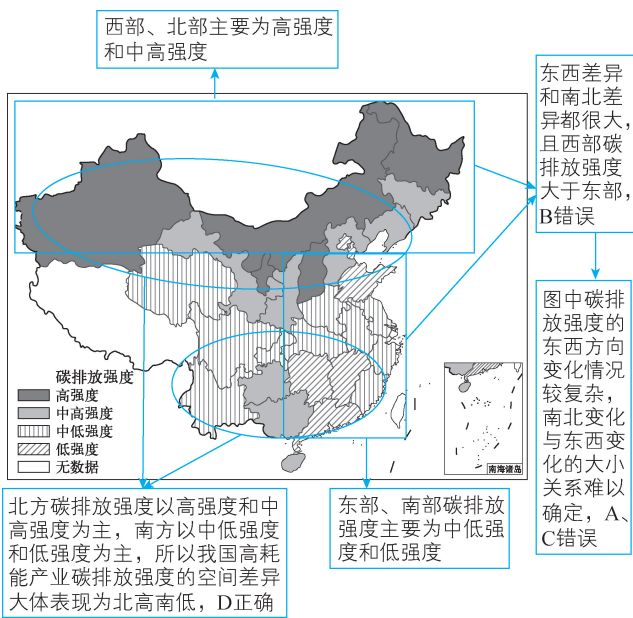 西部、北部主要为高强度
和中高强度
东西差异
和南北差
异都很大，
且西部碳
排放强度
大于东部，
B错误
图中碳排
放强度的
东西方向
变化情况
较复杂，
南北变化
与东西变
化的大小
关系难以
确定，A、
C错误
碳排放强度
高强度
中高强度
中低强度
低强度
无数据
南海诸岛
北方碳排放强度以高强度和中
高强度为主，南方以中低强度
和低强度为主，所以我国高耗
能产业碳排放强度的空间差异
大体表现为北高南低，D正确
东部、南部碳排放
强度主要为中低强
度和低强度